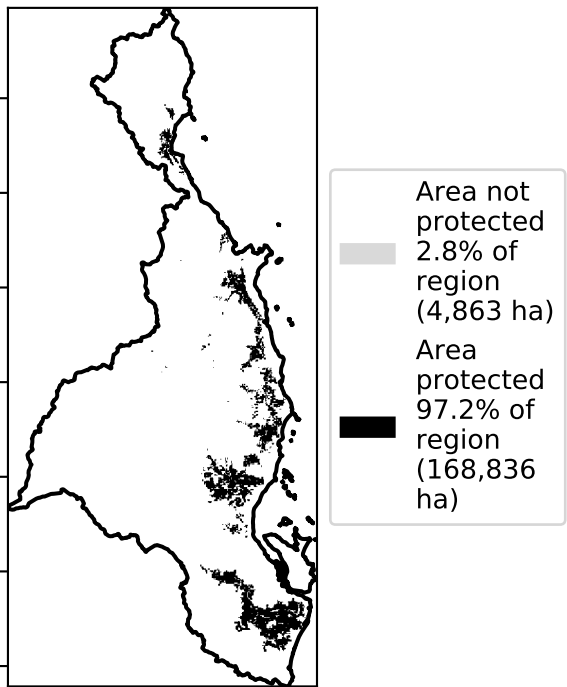 Area not
protected
2.8% of
region
(4,863 ha)
Area
protected
97.2% of
region
(168,836
ha)